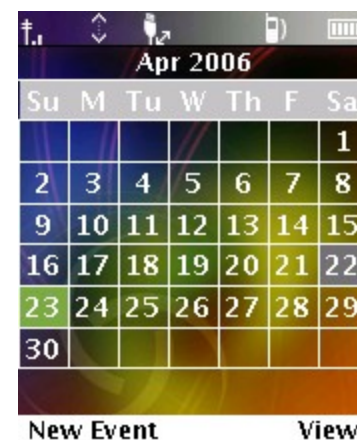 Apr 2006
Su M Tu W Th F Sa
1
2 3 4 5 6 7 8
9 10 11 12 13 14 15
16 17 18 19 20 21 22
23 24 25 26 27 28 29
30
New Event View